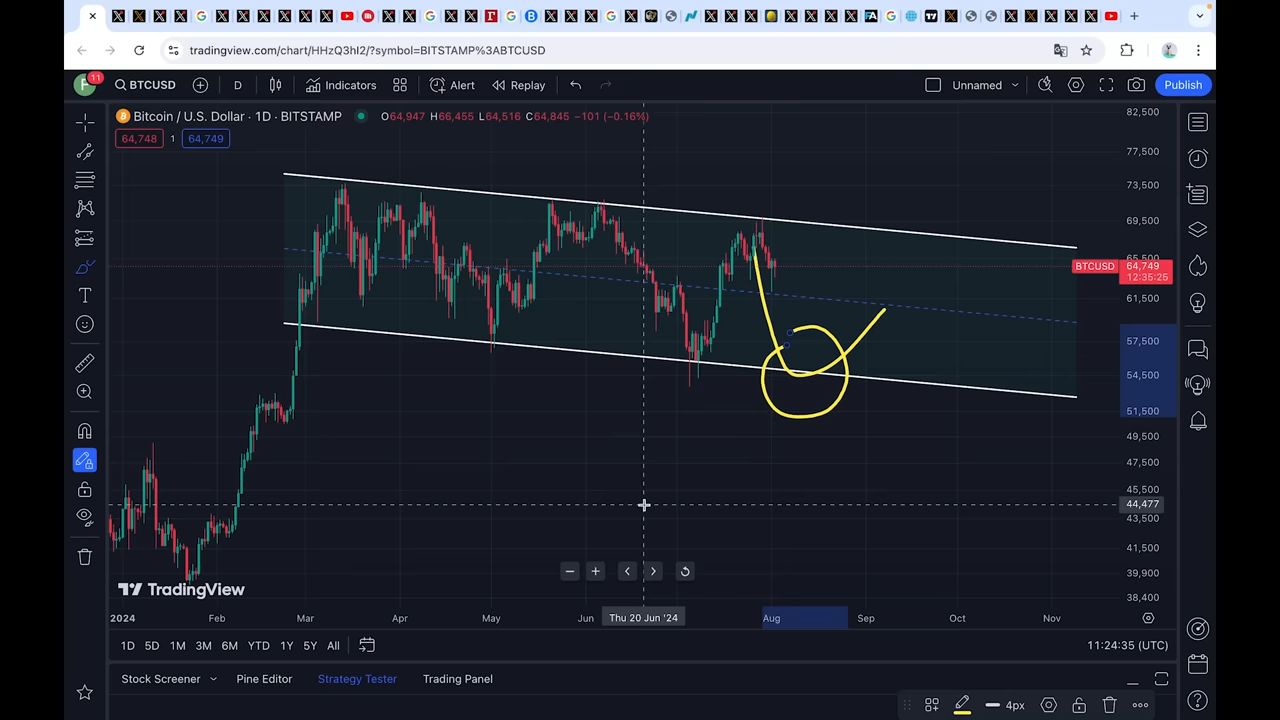 tradingview.com/chart/HHzQ3hI2/?symbol=BITSTAMP%3ABTCUSD
F 11 BTCUSD D Indicators Alert Replay Unnamed Publish
Bitcoin / U.S. Dollar · 1D · BITSTAMP O64,947 H66,455 L64,516 C64,845 −101 (−0.16%)
64,748 1 64,749
82,500
77,500
73,500
69,500
65,500
BTCUSD 64,749
12:35:25
61,500
57,500
54,500
51,500
49,500
47,500
45,500
44,477
43,500
41,500
39,900
38,400
TradingView
2024 Feb Mar Apr May Jun Thu 20 Jun '24 Aug Sep Oct Nov
1D 5D 1M 3M 6M YTD 1Y 5Y All 11:24:35 (UTC)
Stock Screener Pine Editor Strategy Tester Trading Panel
4px